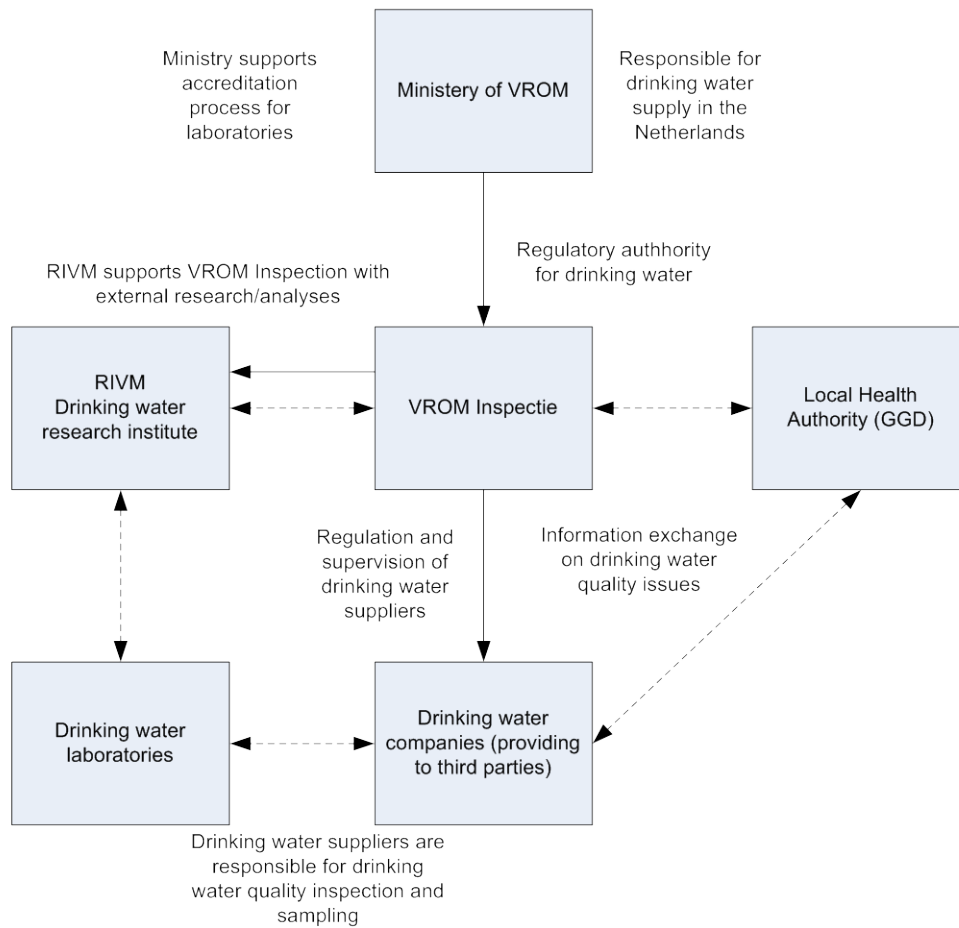 Ministry supports
accreditation
process for
laboratories
Ministery of VROM
Responsible for
drinking water
supply in the
Netherlands
Regulatory authhority
for drinking water
RIVM supports VROM Inspection with
external research/analyses
RIVM
Drinking water
research institute
VROM Inspectie
Local Health
Authority (GGD)
Regulation and
supervision of
drinking water
suppliers
Information exchange
on drinking water
quality issues
Drinking water
laboratories
Drinking water
companies (providing
to third parties)
Drinking water suppliers are
responsible for drinking
water quality inspection and
sampling